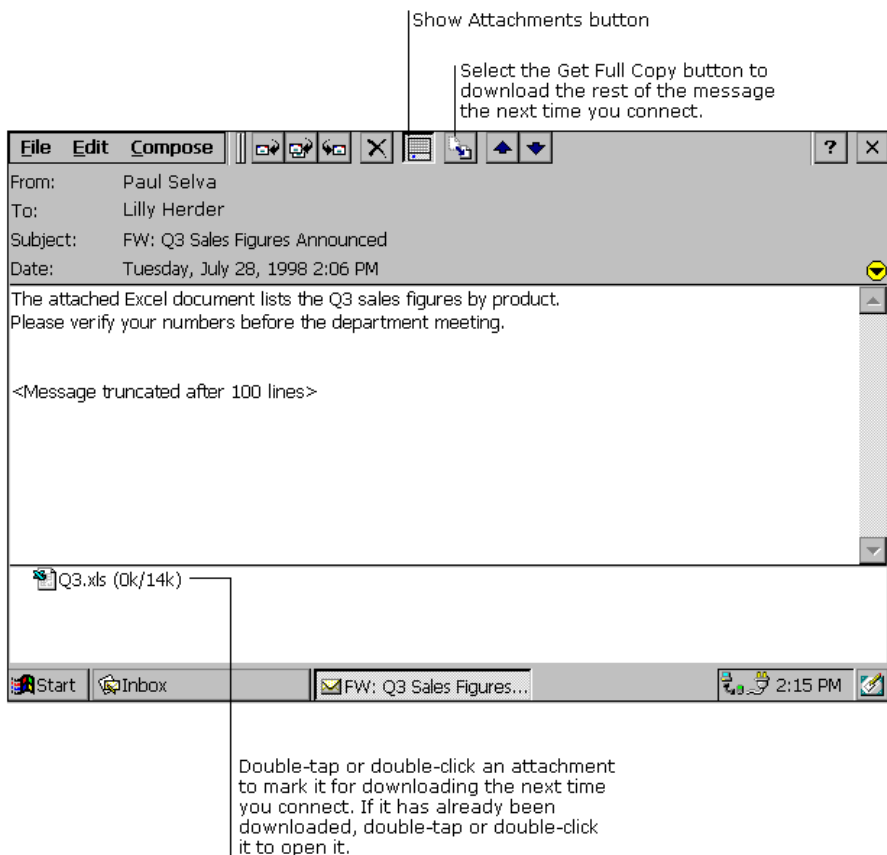 Show Attachments button
Select the Get Full Copy button to
download the rest of the message
the next time you connect.
File Edit Compose ? ×
From: Paul Selva
To: Lilly Herder
Subject: FW: Q3 Sales Figures Announced
Date: Tuesday, July 28, 1998 2:06 PM
The attached Excel document lists the Q3 sales figures by product.
Please verify your numbers before the department meeting.
<Message truncated after 100 lines>
Q3.xls (0k/14k)
Start Inbox FW: Q3 Sales Figures... 2:15 PM
Double-tap or double-click an attachment
to mark it for downloading the next time
you connect. If it has already been
downloaded, double-tap or double-click
it to open it.